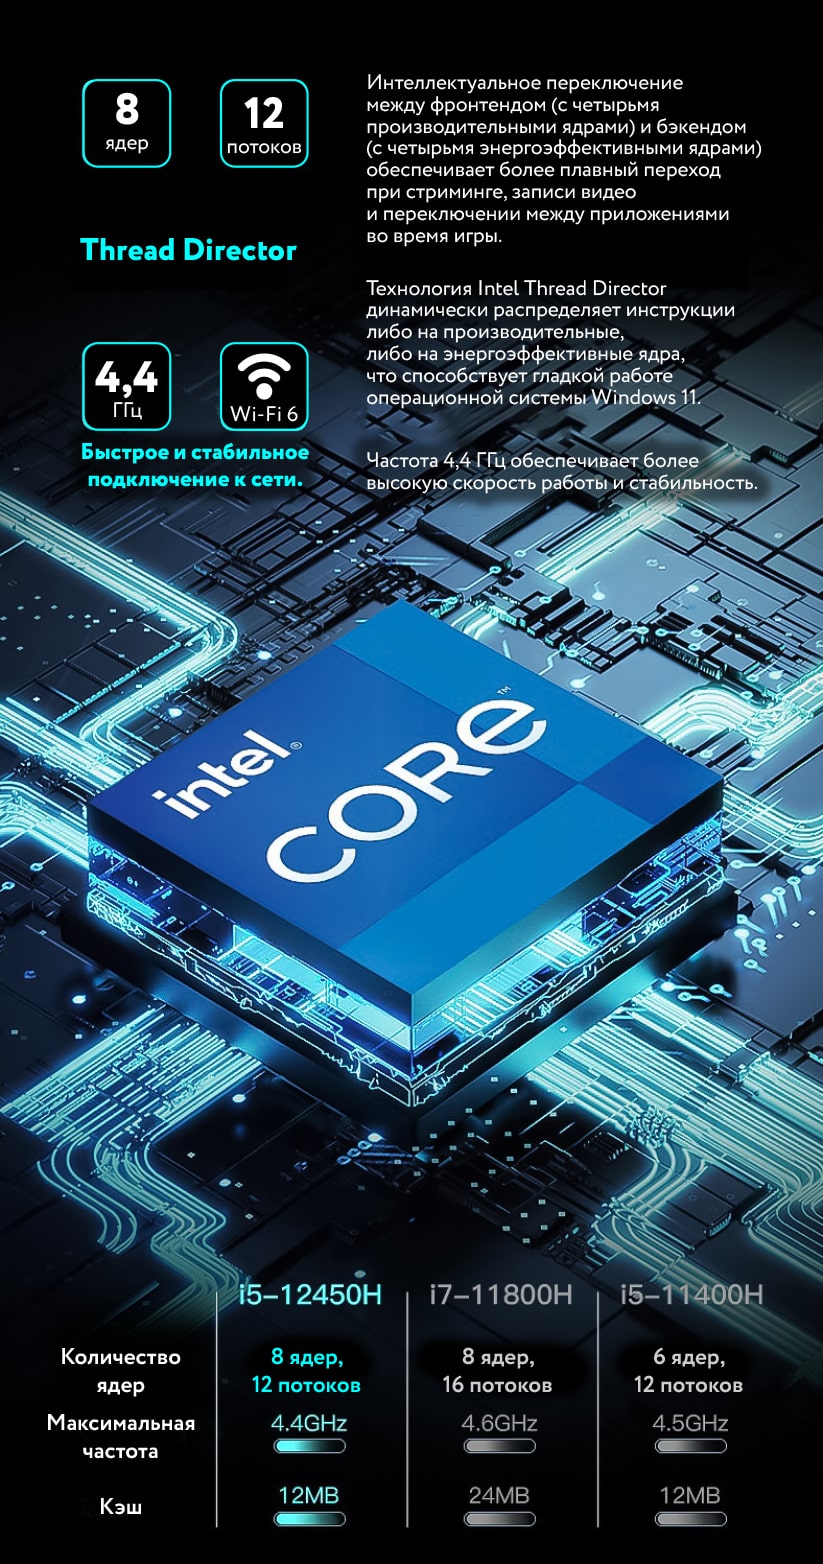 8
ядер
12
потоков
Интеллектуальное переключение
между фронтендом (с четырьмя
производительными ядрами) и бэкендом
(с четырьмя энергоэффективными ядрами)
обеспечивает более плавный переход
при стриминге, записи видео
и переключении между приложениями
во время игры.
Thread Director
Технология Intel Thread Director
динамически распределяет инструкции
либо на производительные,
либо на энергоэффективные ядра,
что способствует гладкой работе
операционной системы Windows 11.
4,4
ГГц
Wi-Fi 6
Быстрое и стабильное
подключение к сети.
Частота 4,4 ГГц обеспечивает более
высокую скорость работы и стабильность.
intel®
CORE™
i5-12450H i7-11800H i5-11400H
Количество ядер
8 ядер, 8 ядер, 6 ядер,
12 потоков 16 потоков 12 потоков
Максимальная частота
4.4GHz 4.6GHz 4.5GHz
Кэш 12MB 24MB 12MB